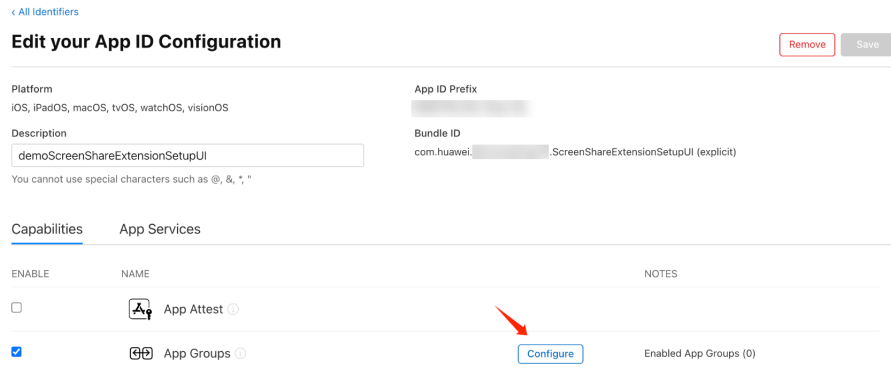 ‹ All Identifiers
Edit your App ID Configuration
Remove
Save
Platform
App ID Prefix
iOS, iPadOS, macOS, tvOS, watchOS, visionOS
Description
Bundle ID
demoScreenShareExtensionSetupUI
com.huawei. .ScreenShareExtensionSetupUI (explicit)
You cannot use special characters such as @, &, *, "
Capabilities
App Services
ENABLE
NAME
NOTES
App Attest
App Groups
Configure
Enabled App Groups (0)